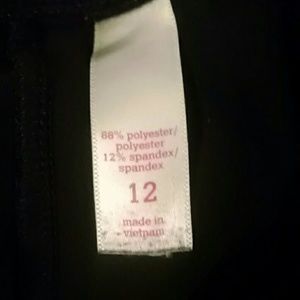 88% polyester/
polyester
12% spandex/
spandex
12
made in
vietnam